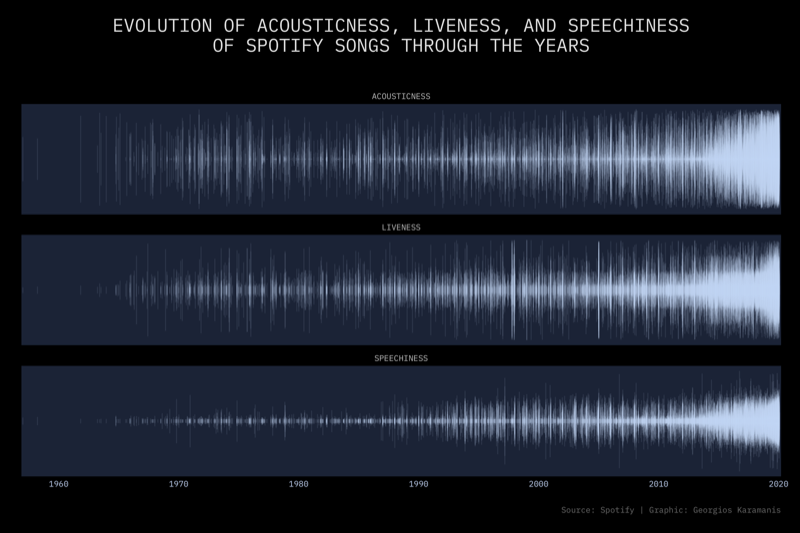 EVOLUTION OF ACOUSTICNESS, LIVENESS, AND SPEECHINESS
OF SPOTIFY SONGS THROUGH THE YEARS
ACOUSTICNESS
LIVENESS
SPEECHINESS
1960 1970 1980 1990 2000 2010 2020
Source: Spotify | Graphic: Georgios Karamanis